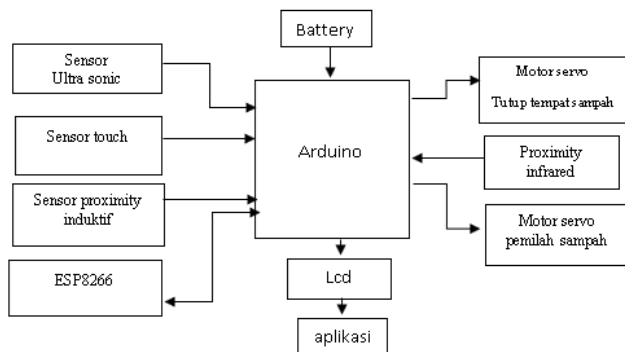 Battery
Sensor
Ultra sonic
Motor servo
Tutup tempat sampah
Sensor touch
Arduino
Proximity
infrared
Sensor proximity
induktif
Motor servo
pemilah sampah
ESP8266
Lcd
aplikasi